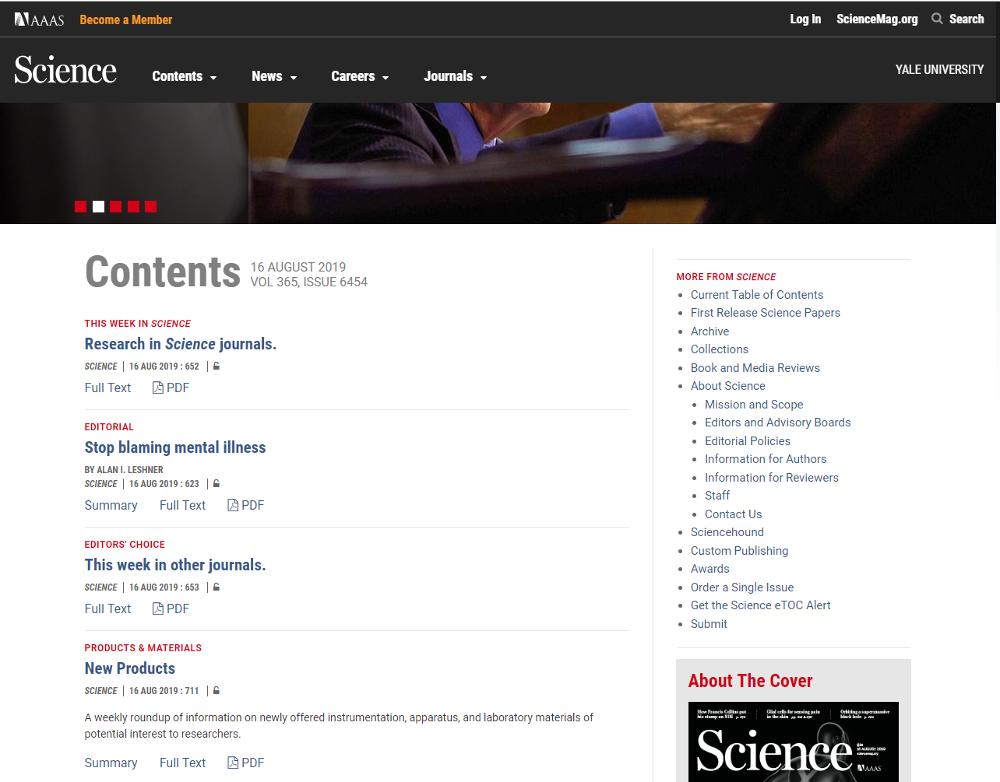 AAAS Become a Member Log In ScienceMag.org Search
Science Contents News Careers Journals YALE UNIVERSITY
Contents 16 AUGUST 2019
VOL 365, ISSUE 6454
THIS WEEK IN SCIENCE
Research in Science journals.
SCIENCE | 16 AUG 2019 : 652 |
Full Text PDF
EDITORIAL
Stop blaming mental illness
BY ALAN I. LESHNER
SCIENCE | 16 AUG 2019 : 623 |
Summary Full Text PDF
EDITORS' CHOICE
This week in other journals.
SCIENCE | 16 AUG 2019 : 653 |
Full Text PDF
PRODUCTS & MATERIALS
New Products
SCIENCE | 16 AUG 2019 : 711 |
A weekly roundup of information on newly offered instrumentation, apparatus, and laboratory materials of
potential interest to researchers.
Summary Full Text PDF
MORE FROM SCIENCE
• Current Table of Contents
• First Release Science Papers
• Archive
• Collections
• Book and Media Reviews
• About Science
• Mission and Scope
• Editors and Advisory Boards
• Editorial Policies
• Information for Authors
• Information for Reviewers
• Staff
• Contact Us
• Sciencehound
• Custom Publishing
• Awards
• Order a Single Issue
• Get the Science eTOC Alert
• Submit
About The Cover
How Francis Collins put
his stamp on NIH
Glial cells for sensing pain
in the skin
Orbiting a supermassive
black hole
Science
$15
16 AUGUST 2019
sciencemag.org
AAAS